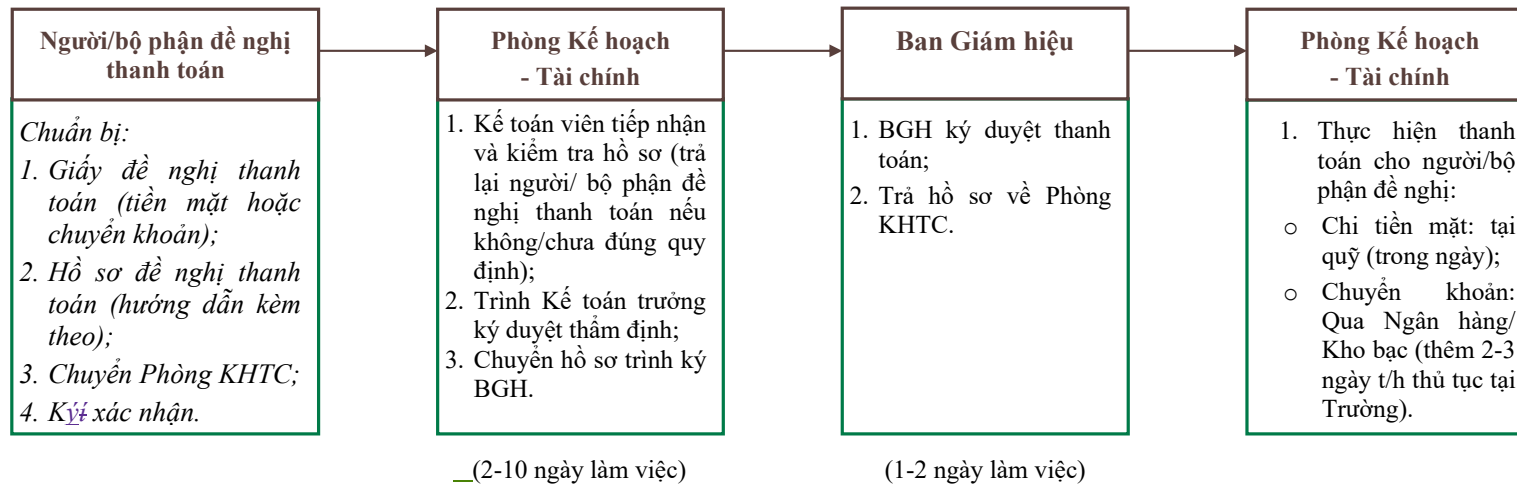 Người/bộ phận đề nghị
thanh toán
Chuẩn bị:
1. Giấy đề nghị thanh
toán (tiền mặt hoặc
chuyển khoản);
2. Hồ sơ đề nghị thanh
toán (hướng dẫn kèm
theo);
3. Chuyển Phòng KHTC;
4. Kýí xác nhận.
Phòng Kế hoạch
- Tài chính
1. Kế toán viên tiếp nhận
và kiểm tra hồ sơ (trả
lại người/ bộ phận đề
nghị thanh toán nếu
không/chưa đúng quy
định);
2. Trình Kế toán trưởng
ký duyệt thẩm định;
3. Chuyển hồ sơ trình ký
BGH.
(2-10 ngày làm việc)
Ban Giám hiệu
1. BGH ký duyệt thanh
toán;
2. Trả hồ sơ về Phòng
KHTC.
(1-2 ngày làm việc)
Phòng Kế hoạch
- Tài chính
1. Thực hiện thanh
toán cho người/bộ
phận đề nghị:
o Chi tiền mặt: tại
quỹ (trong ngày);
o Chuyển khoản:
Qua Ngân hàng/
Kho bạc (thêm 2-3
ngày t/h thủ tục tại
Trường).